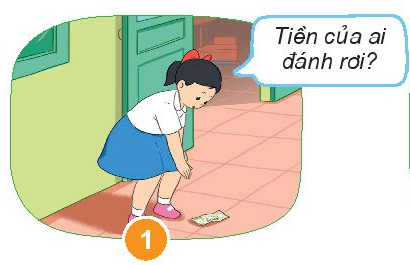 Tiền của ai
đánh rơi?
1